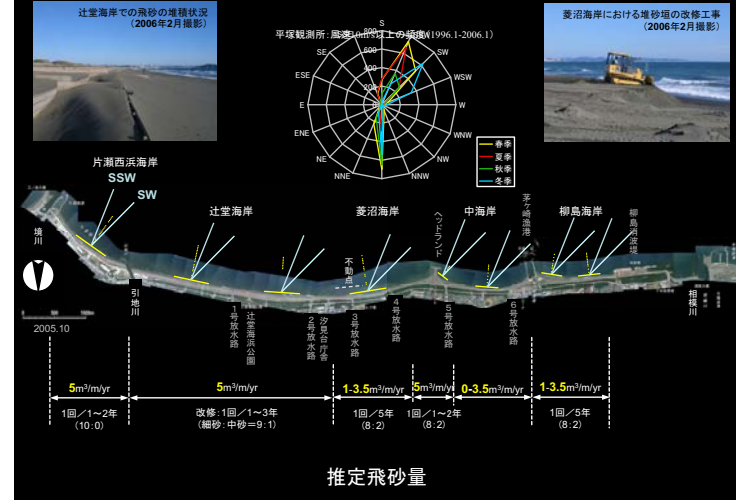 辻堂海岸での飛砂の堆積状況
（2006年2月撮影）
平塚観測所：風速10m/s以上の頻度(1996.1-2006.1)
菱沼海岸における堆砂垣の改修工事
（2006年2月撮影）
S
SW
WSW
W
WNW
NW
NNW
NNE
NE
ENE
E
ESE
SE
800
600
400
200
0
春季
夏季
秋季
冬季
片瀬西浜海岸
SSW
SW
辻堂海岸
菱沼海岸
中海岸
柳島海岸
ヘッドランド
茅ヶ崎漁港
柳島消波堤
境川
引地川
不動点
相模川
1号放水路
辻堂海浜公園
2号放水路
汐見台庁舎
3号放水路
4号放水路
5号放水路
6号放水路
2005.10
5m³/m/yr
5m³/m/yr
1-3.5m³/m/yr
5m³/m/yr
0-3.5m³/m/yr
1-3.5m³/m/yr
1回／1～2年
（10：0）
改修：1回／1～3年
（細砂：中砂＝9：1）
1回／5年
（8：2）
1回／1～2年
（8：2）
1回／5年
（8：2）
推定飛砂量